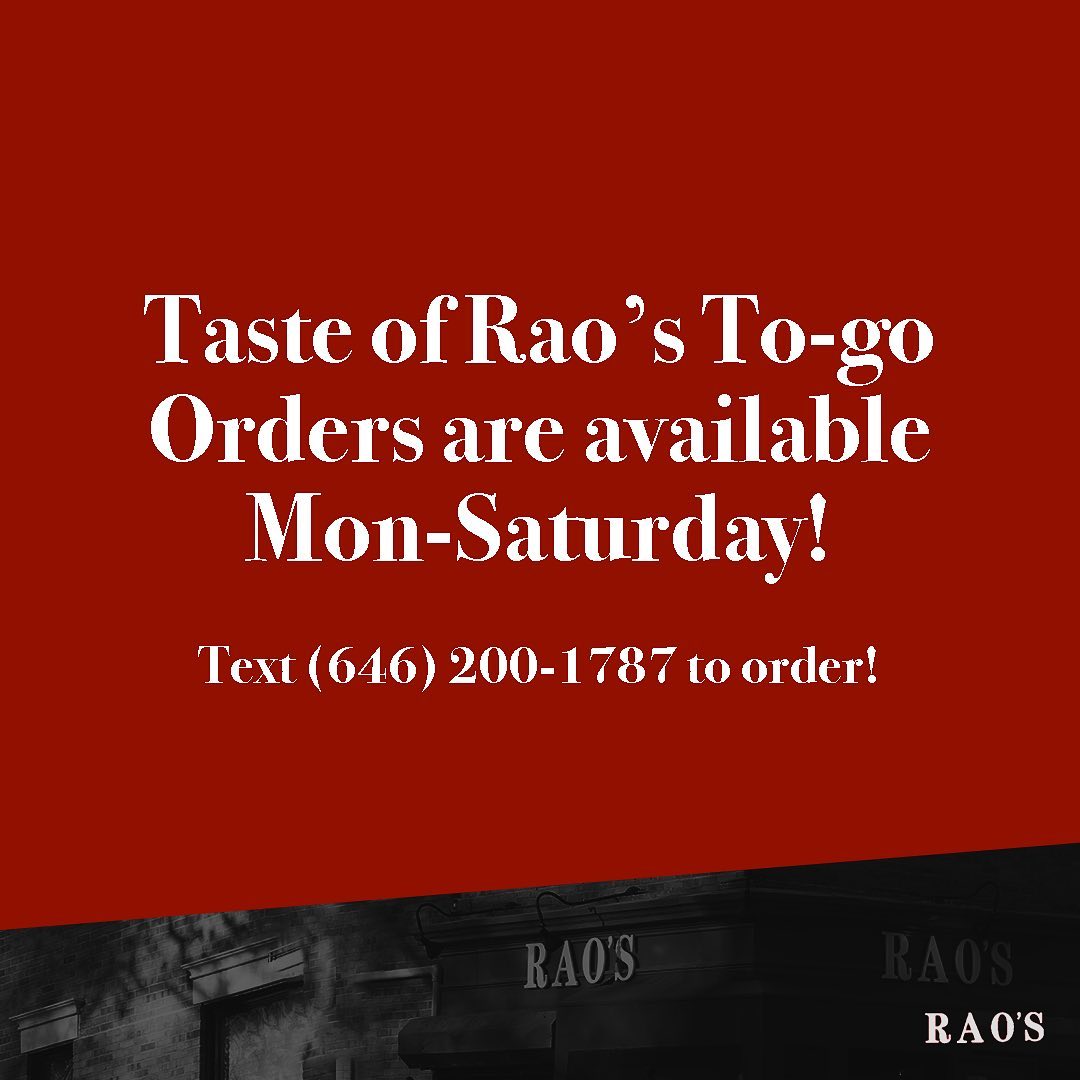 Taste of Rao’s To-go
Orders are available
Mon-Saturday!
Text (646) 200-1787 to order!
RAO'S
RAO'S
RAO'S